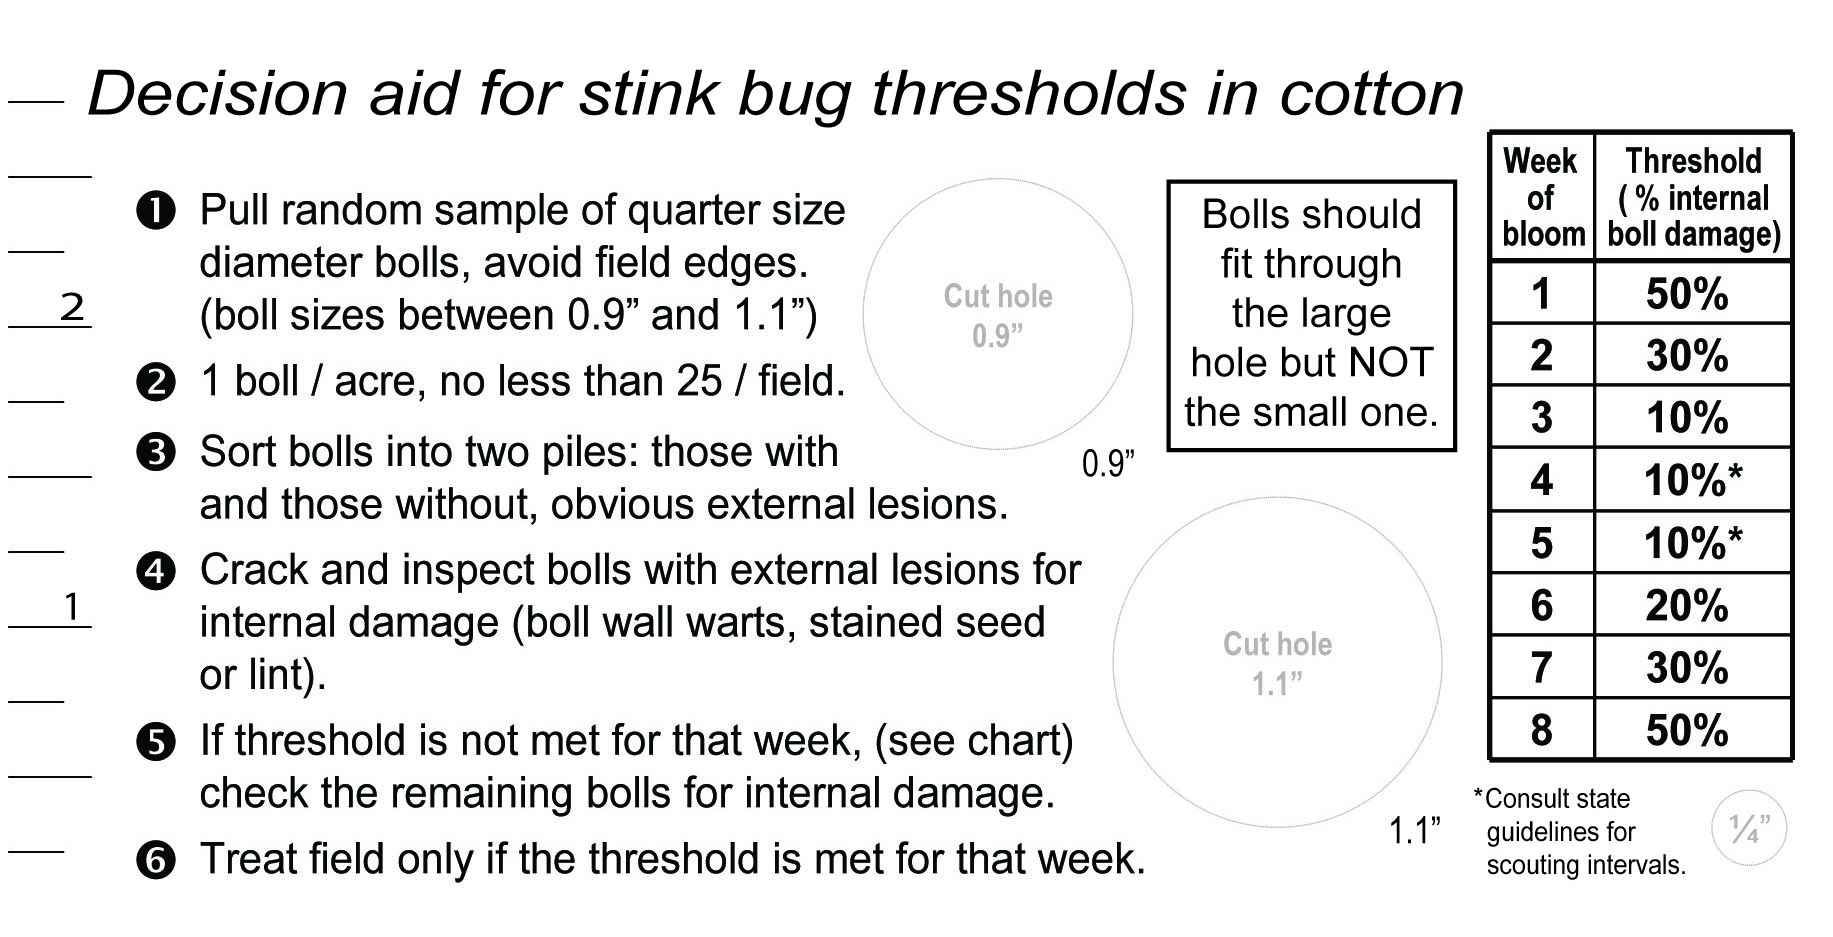 Decision aid for stink bug thresholds in cotton
❶ Pull random sample of quarter size
diameter bolls, avoid field edges.
(boll sizes between 0.9” and 1.1”)
❷ 1 boll / acre, no less than 25 / field.
❸ Sort bolls into two piles: those with
and those without, obvious external lesions.
❹ Crack and inspect bolls with external lesions for
internal damage (boll wall warts, stained seed
or lint).
❺ If threshold is not met for that week, (see chart)
check the remaining bolls for internal damage.
❻ Treat field only if the threshold is met for that week.
2
1
Cut hole
0.9”
0.9”
Bolls should
fit through
the large
hole but NOT
the small one.
Cut hole
1.1”
1.1”
Week
of
bloom
Threshold
( % internal
boll damage)
1 50%
2 30%
3 10%
4 10%*
5 10%*
6 20%
7 30%
8 50%
*Consult state
guidelines for
scouting intervals.
¼”